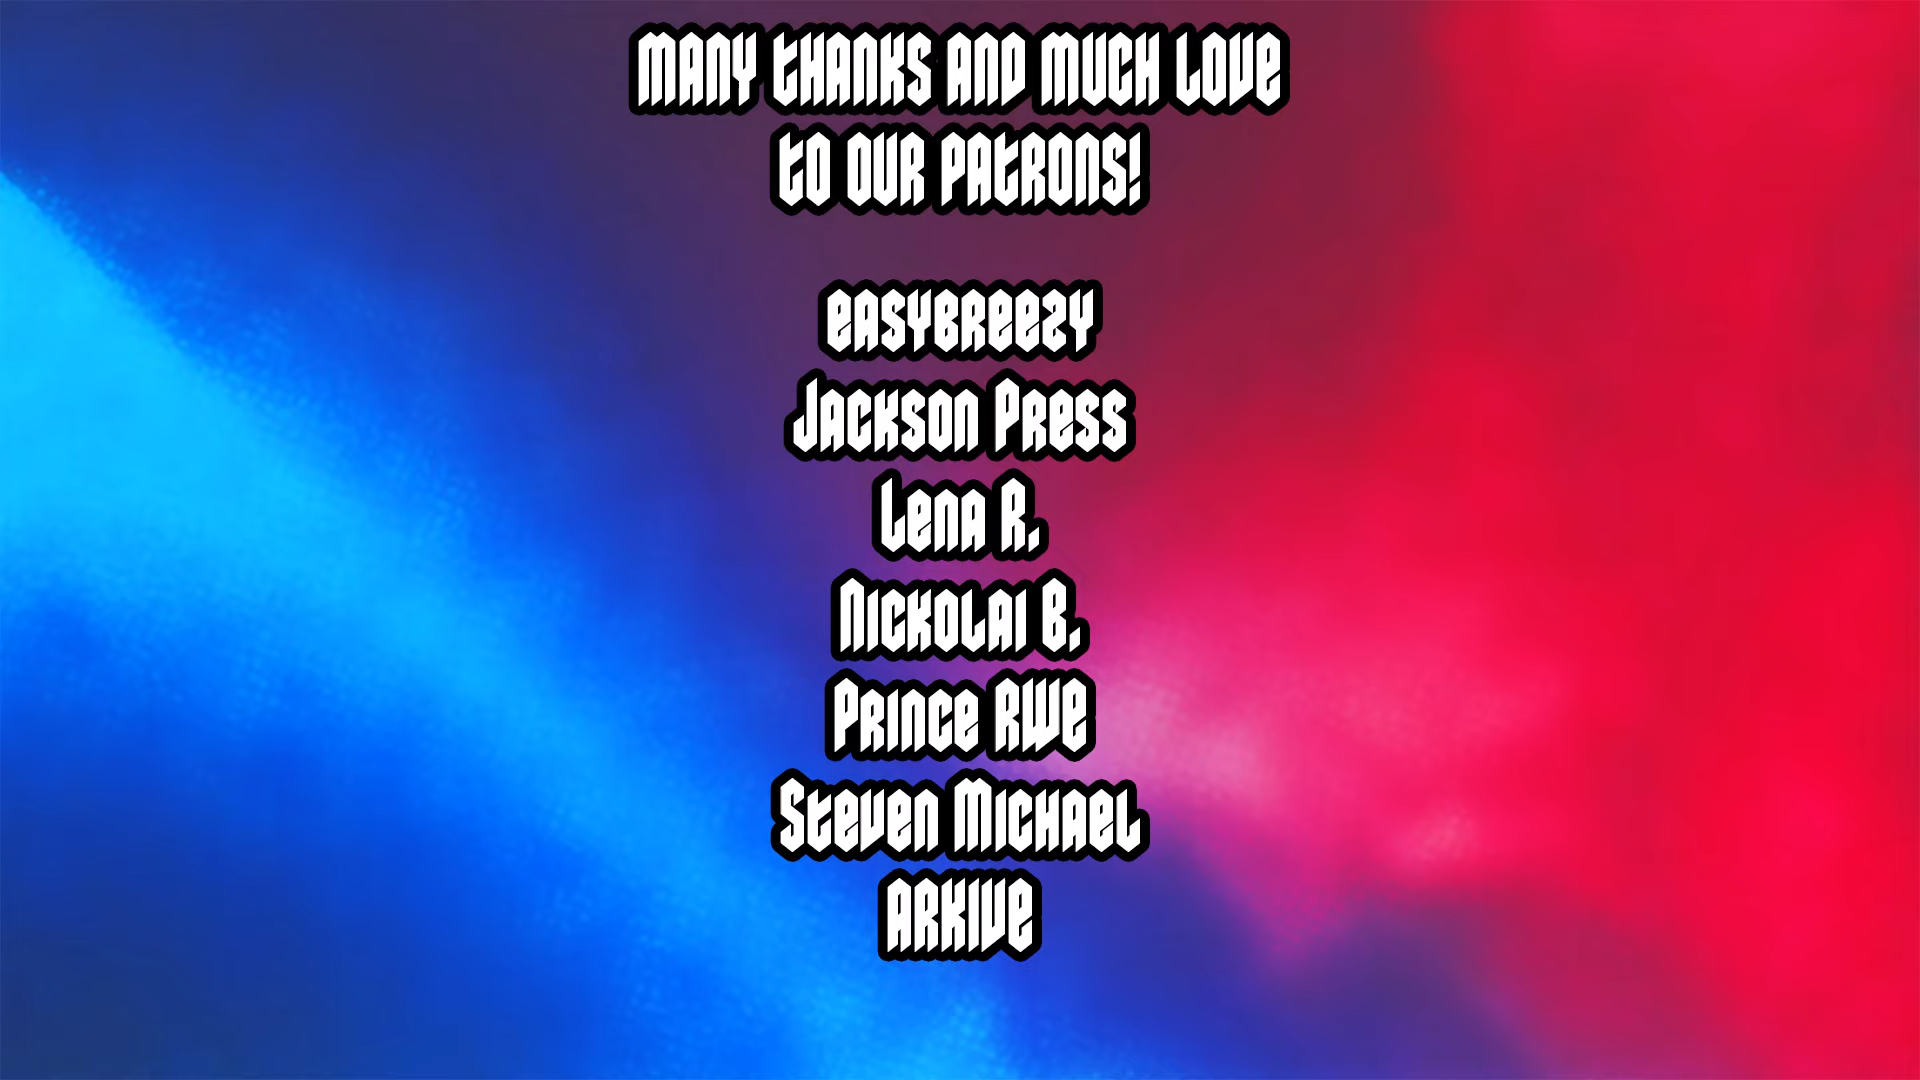 MANY THANKS AND MUCH LOVE
TO OUR PATRONS!
easybreezy
Jackson Press
Lena R.
Nickolai B.
Prince RWE
Steven Michael
ARKIVE